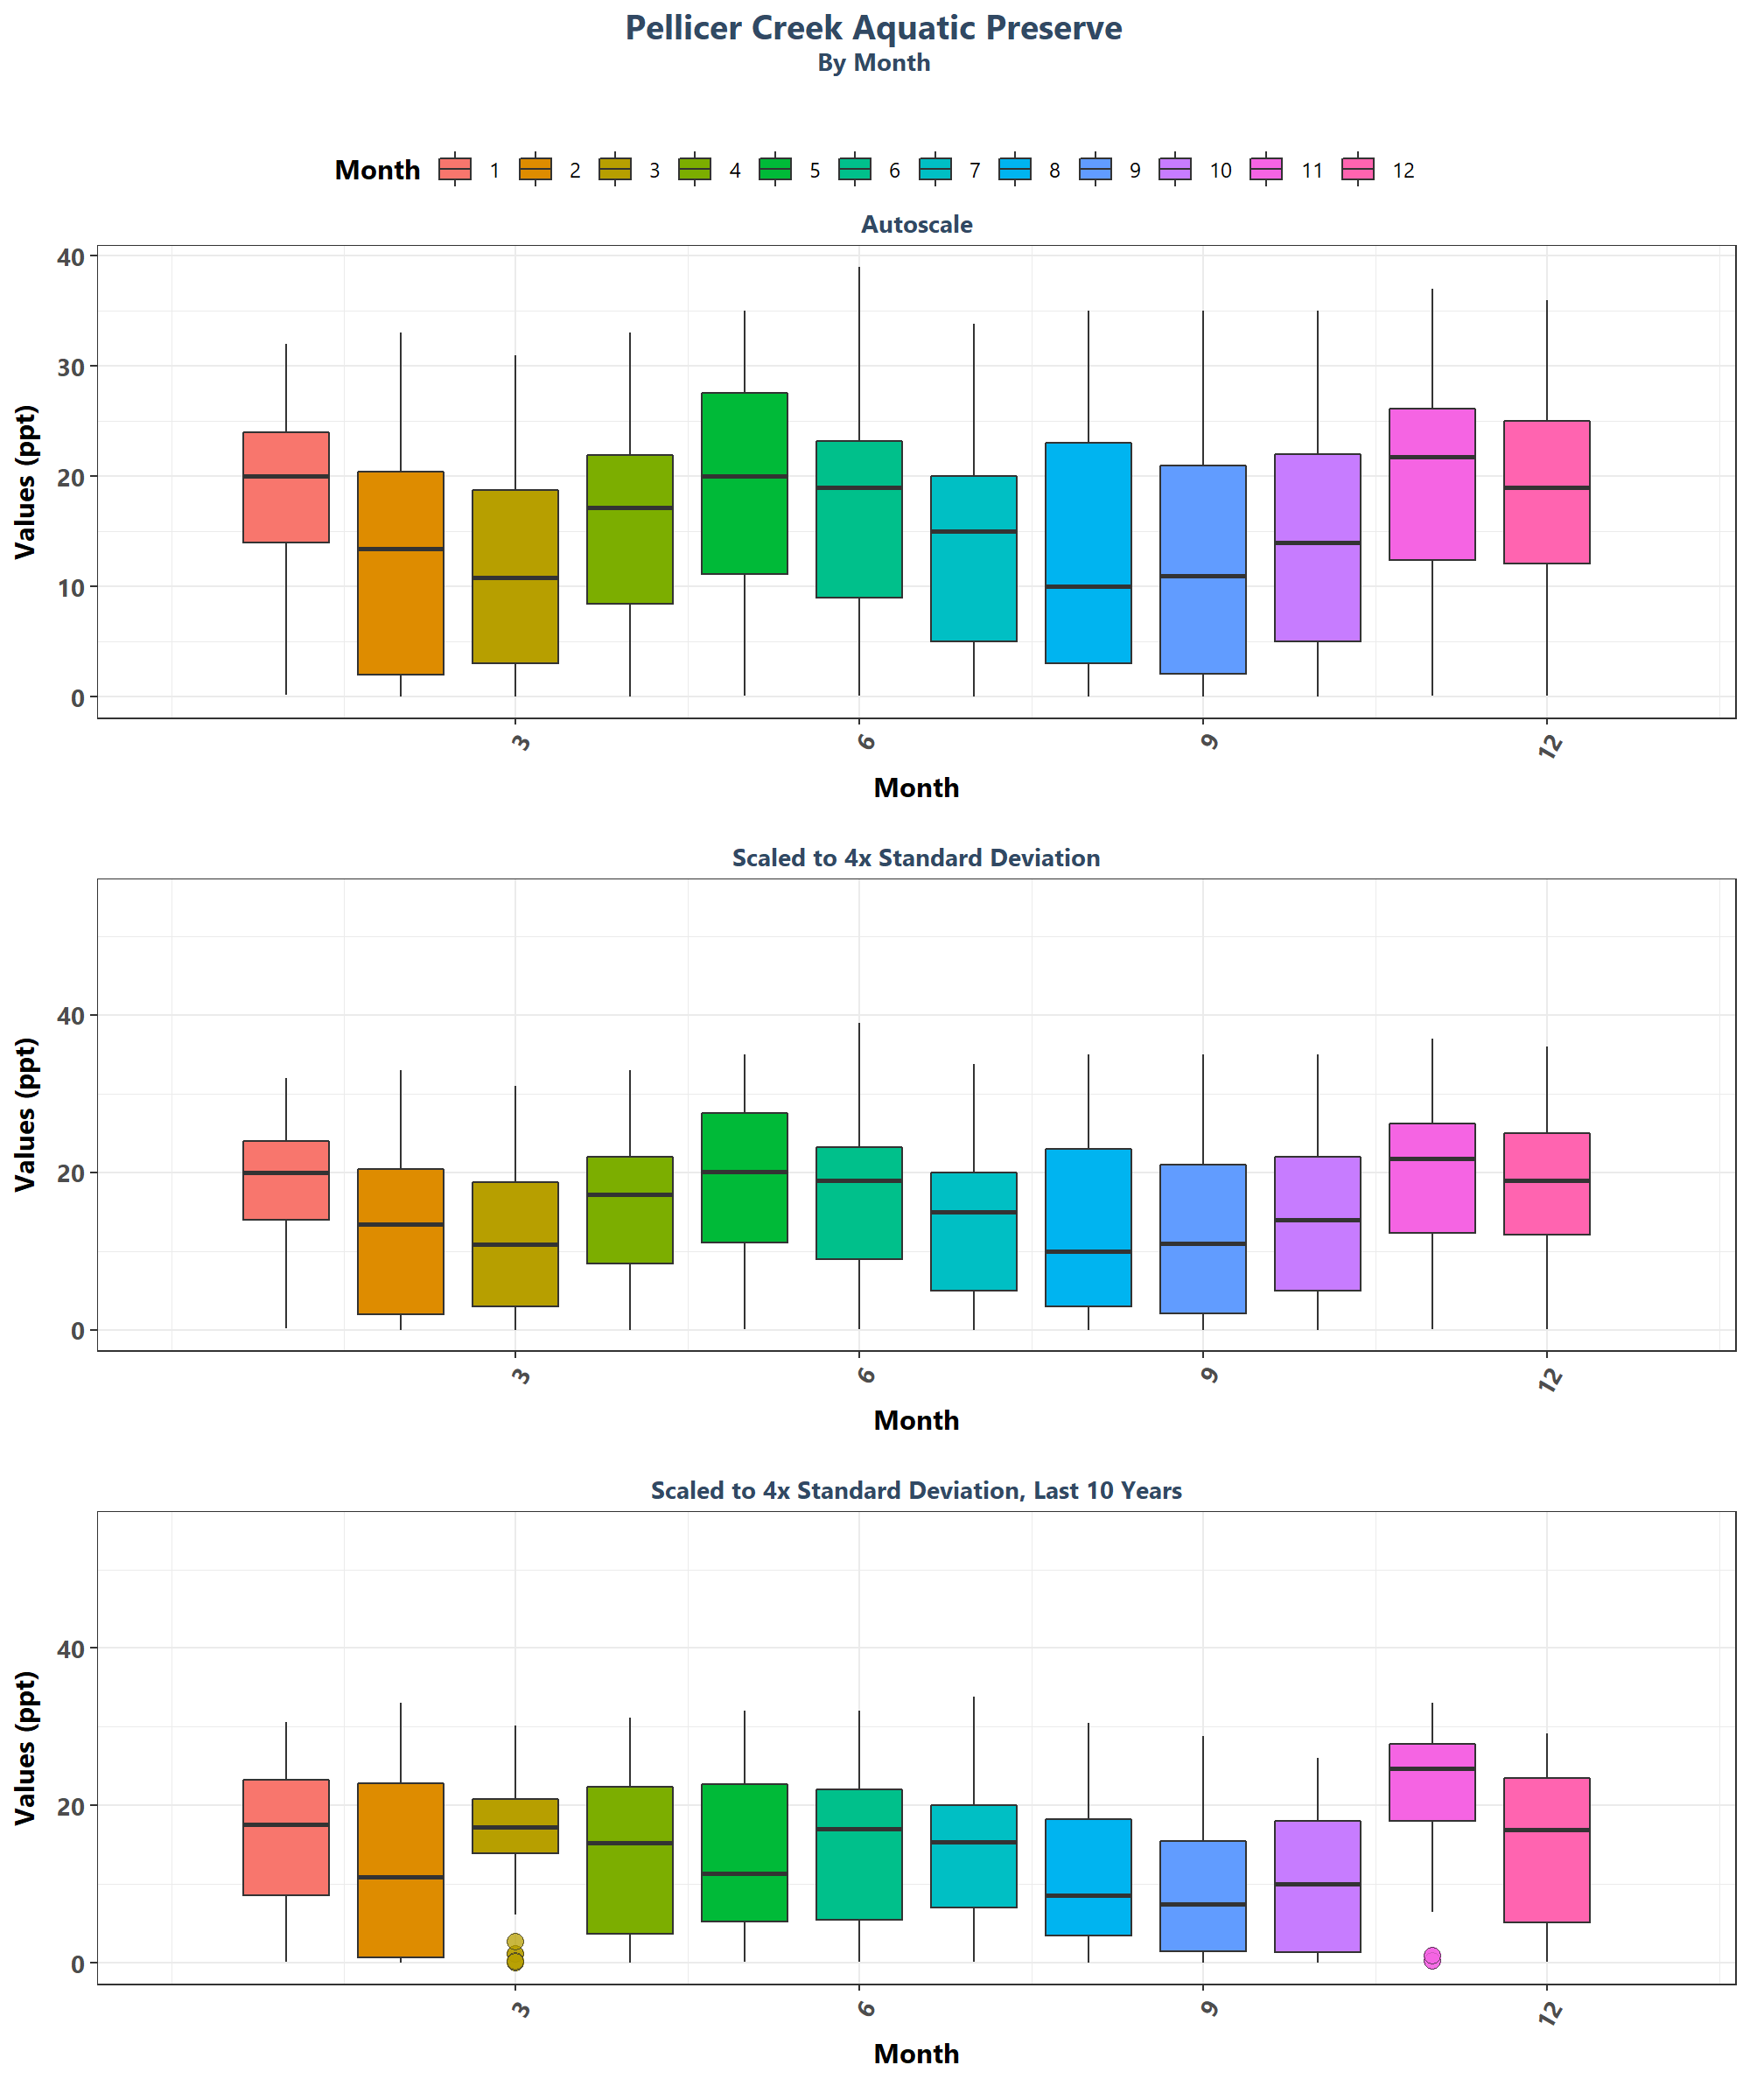 Pellicer Creek Aquatic Preserve
By Month
Month 1 2 3 4 5 6 7 8 9 10 11 12
Autoscale
Values (ppt)
40
30
20
10
0
3 6 9 12
Month
Scaled to 4x Standard Deviation
Values (ppt)
40
20
0
3 6 9 12
Month
Scaled to 4x Standard Deviation, Last 10 Years
Values (ppt)
40
20
0
3 6 9 12
Month